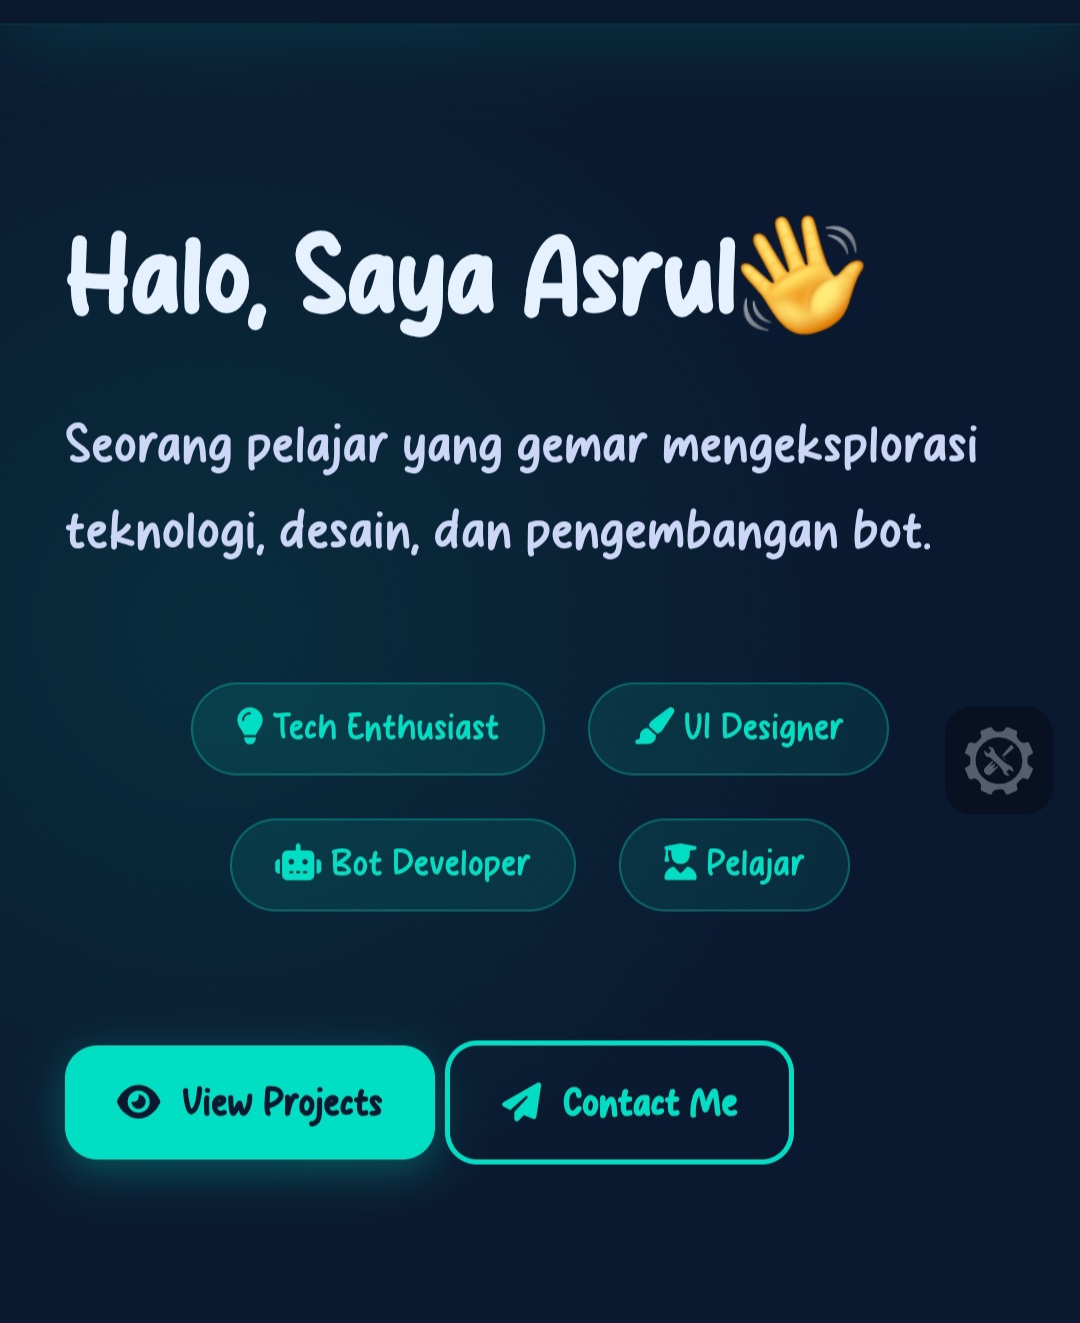 Halo, Saya Asrul👋
Seorang pelajar yang gemar mengeksplorasi
teknologi, desain, dan pengembangan bot.
Tech Enthusiast
UI Designer
Bot Developer
Pelajar
View Projects
Contact Me